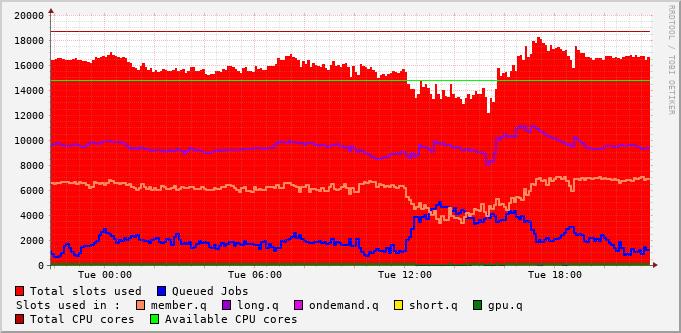 20000
18000
16000
14000
12000
10000
8000
6000
4000
2000
0
Tue 00:00 Tue 06:00 Tue 12:00 Tue 18:00
Total slots used Queued Jobs
Slots used in : member.q long.q ondemand.q short.q gpu.q
Total CPU cores Available CPU cores
RRDTOOL / TOBI OETIKER